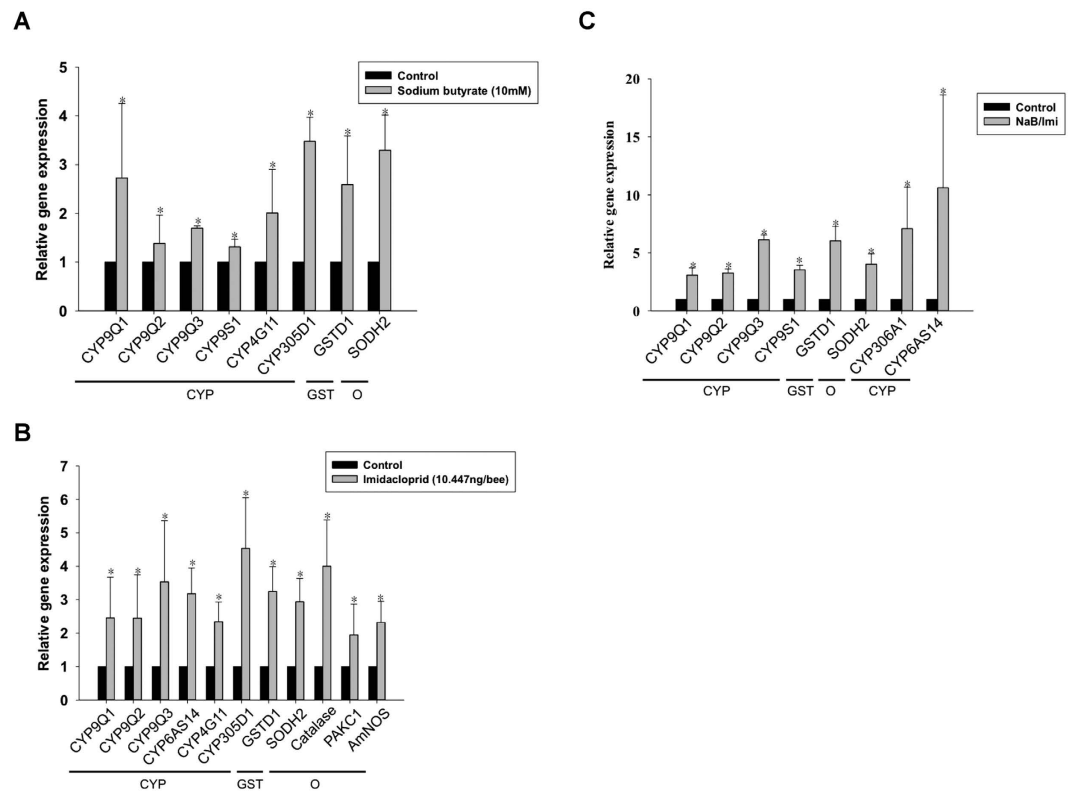 A
Control
Sodium butyrate (10mM)
Relative gene expression
5
4
3
2
1
0
* * * * * * * *
CYP9Q1 CYP9Q2 CYP9Q3 CYP9S1 CYP4G11 CYP305D1 GSTD1 SODH2
CYP GST O
B
Control
Imidacloprid (10.447ng/bee)
Relative gene expression
7
6
5
4
3
2
1
0
* * * * * * * * * * *
CYP9Q1 CYP9Q2 CYP9Q3 CYP6AS14 CYP4G11 CYP305D1 GSTD1 SODH2 Catalase PAKC1 AmNOS
CYP GST O
C
Control
NaB/Imi
Relative gene expression
20
15
10
5
0
* * * * * * * *
CYP9Q1 CYP9Q2 CYP9Q3 CYP9S1 GSTD1 SODH2 CYP306A1 CYP6AS14
CYP GST O CYP